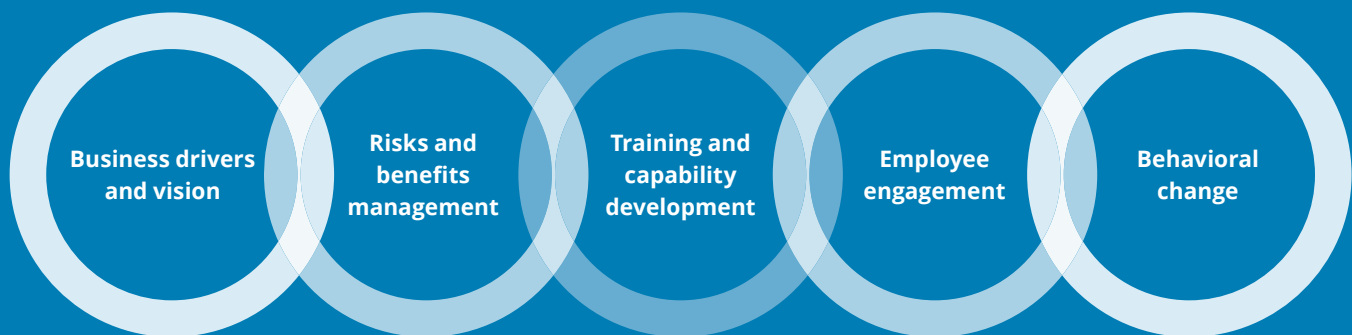 Business drivers
and vision
Risks and
benefits
management
Training and
capability
development
Employee
engagement
Behavioral
change